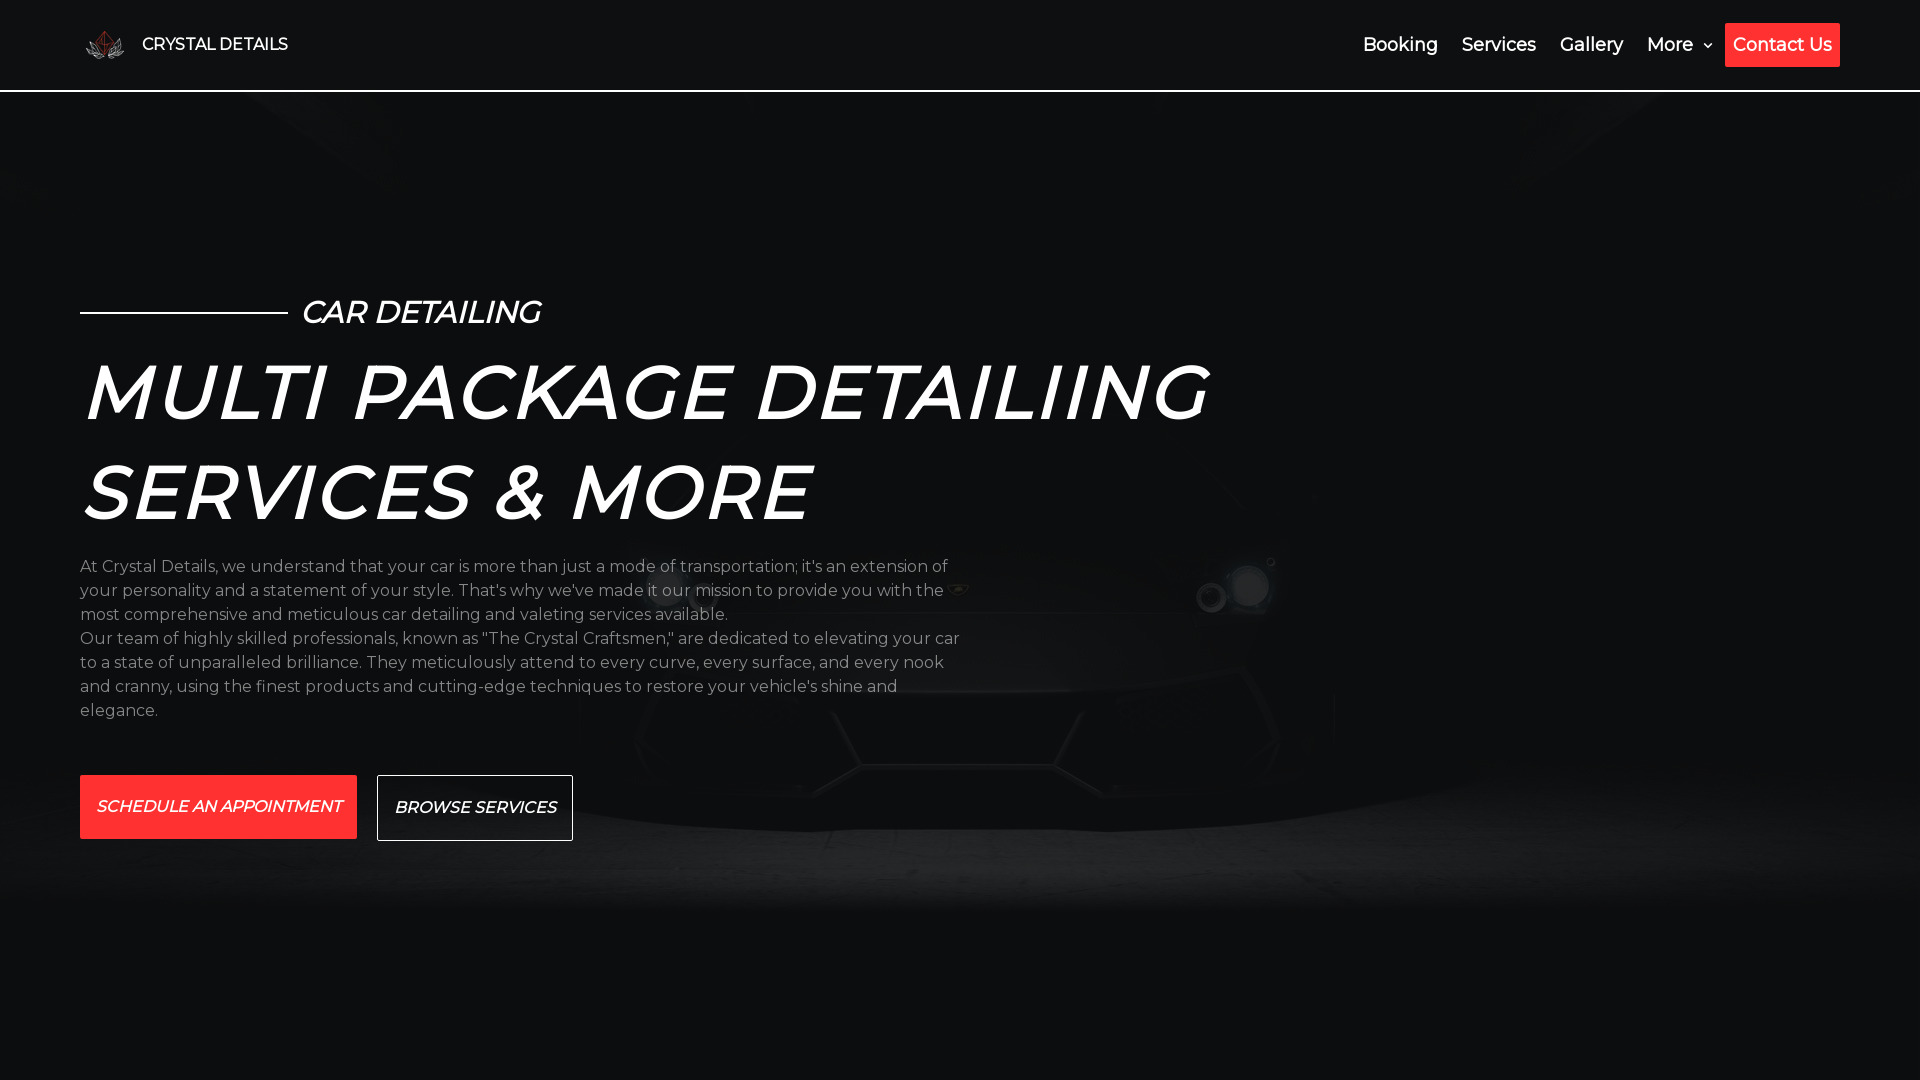 CRYSTAL DETAILS
Booking
Services
Gallery
More
Contact Us
CAR DETAILING
MULTI PACKAGE DETAILIING
SERVICES & MORE
At Crystal Details, we understand that your car is more than just a mode of transportation; it's an extension of
your personality and a statement of your style. That's why we've made it our mission to provide you with the
most comprehensive and meticulous car detailing and valeting services available.
Our team of highly skilled professionals, known as "The Crystal Craftsmen," are dedicated to elevating your car
to a state of unparalleled brilliance. They meticulously attend to every curve, every surface, and every nook
and cranny, using the finest products and cutting-edge techniques to restore your vehicle's shine and
elegance.
SCHEDULE AN APPOINTMENT
BROWSE SERVICES